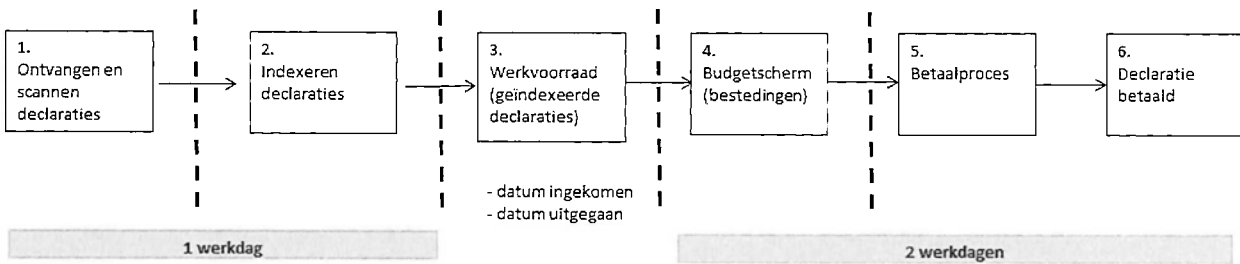 1.
Ontvangen en
scannen
declaraties
2.
Indexeren
declaraties
3.
Werkvoorraad
(geïndexeerde
declaraties)
4.
Budgetscherm
(bestedingen)
5.
Betaalproces
6.
Declaratie
betaald
- datum ingekomen
- datum uitgegaan
1 werkdag
2 werkdagen